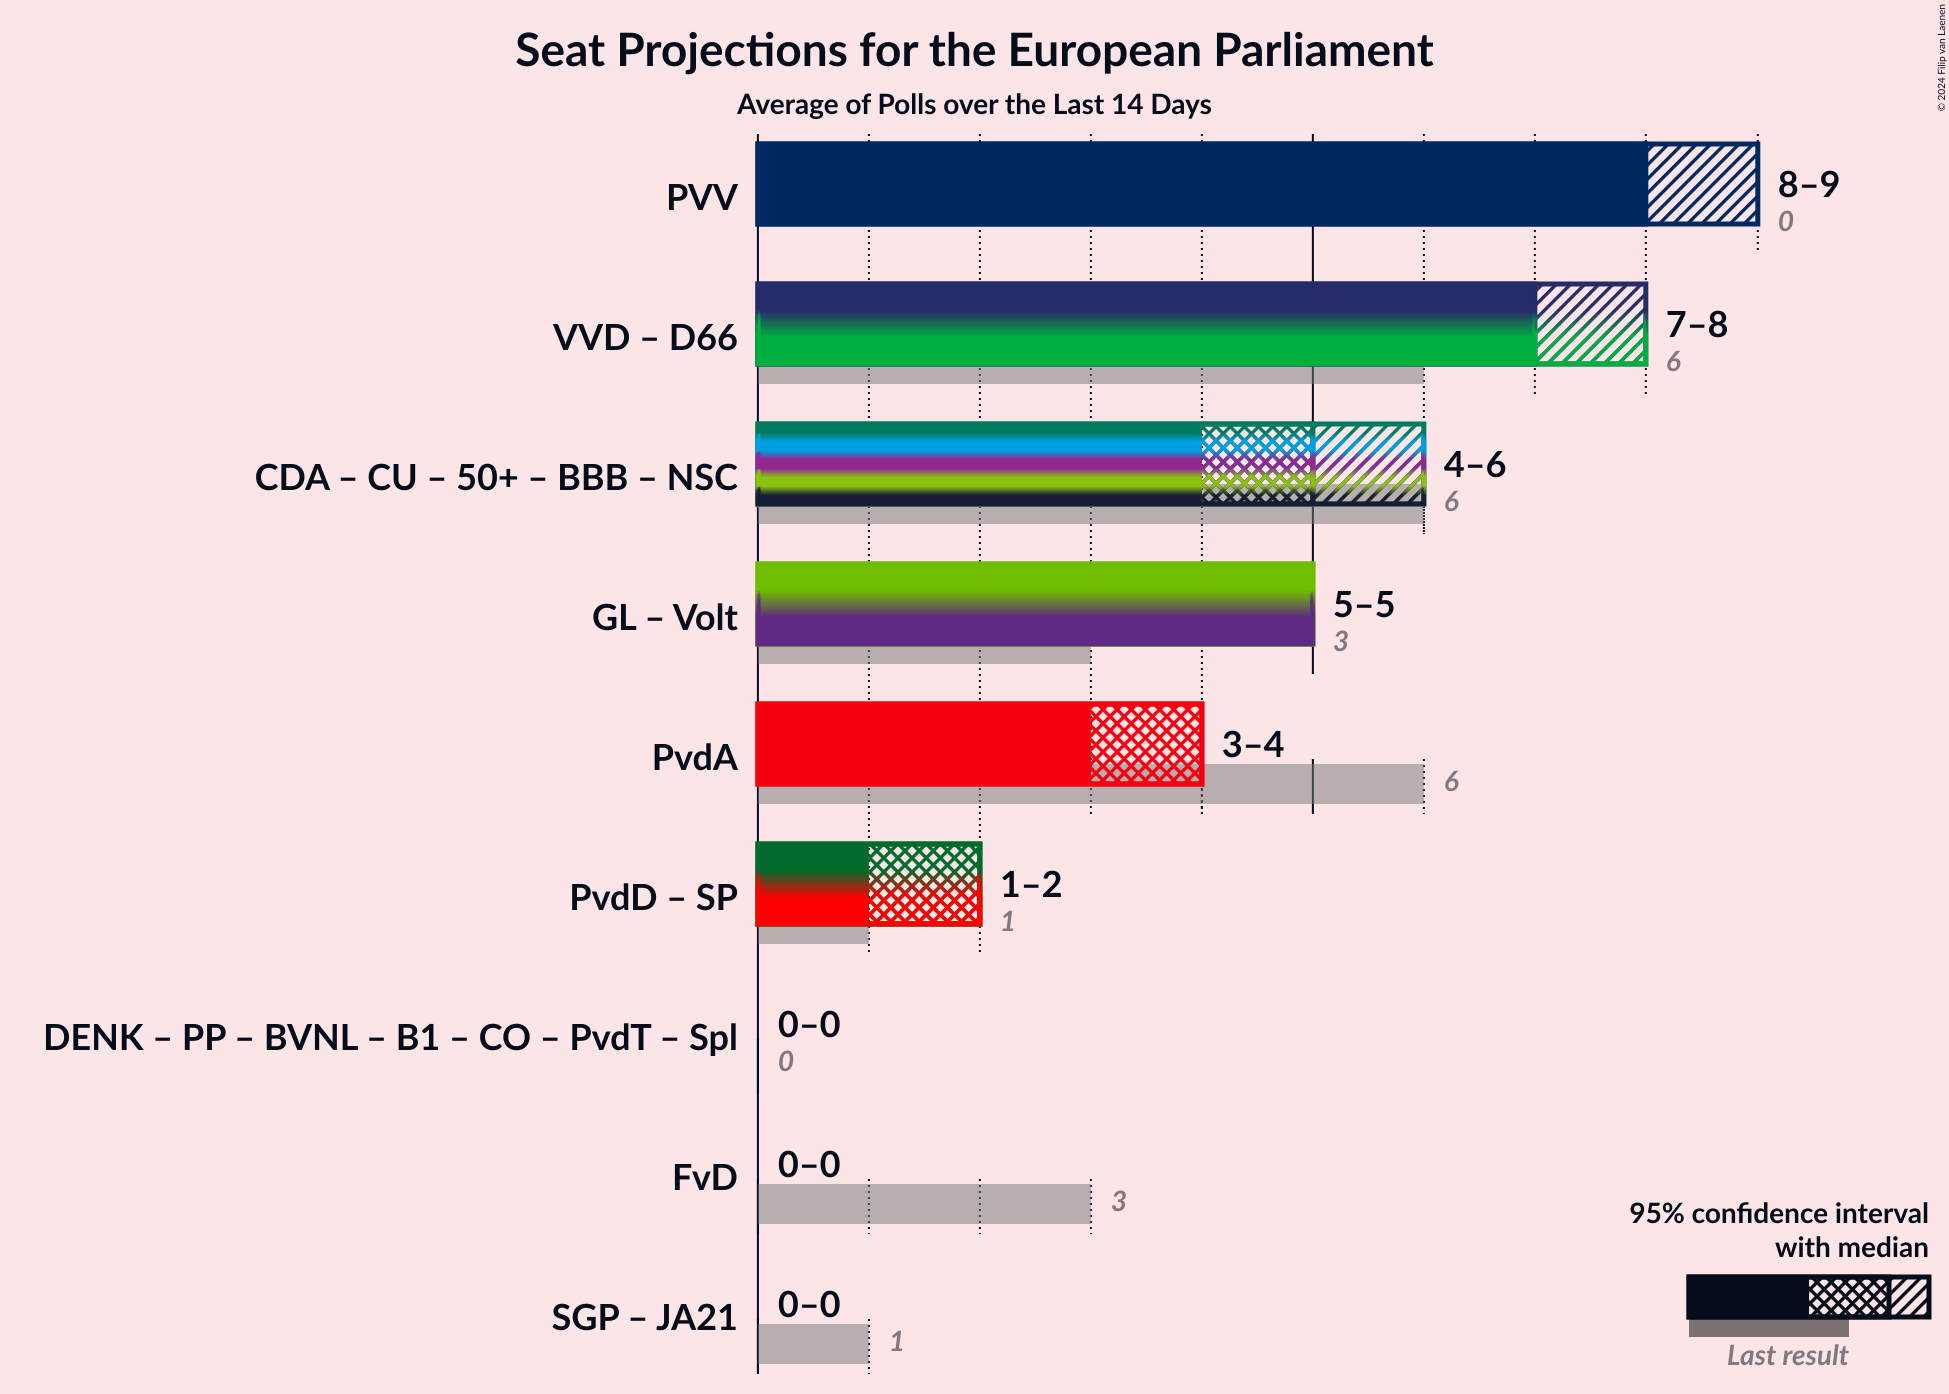 Seat Projections for the European Parliament
Average of Polls over the Last 14 Days
© 2024 Filip van Laenen
PVV
8–9
0
VVD – D66
7–8
6
CDA – CU – 50+ – BBB – NSC
4–6
6
GL – Volt
5–5
3
PvdA
3–4
6
PvdD – SP
1–2
1
DENK – PP – BVNL – B1 – CO – PvdT – Spl
0–0
0
FvD
0–0
3
SGP – JA21
0–0
1
95% confidence interval
with median
Last result